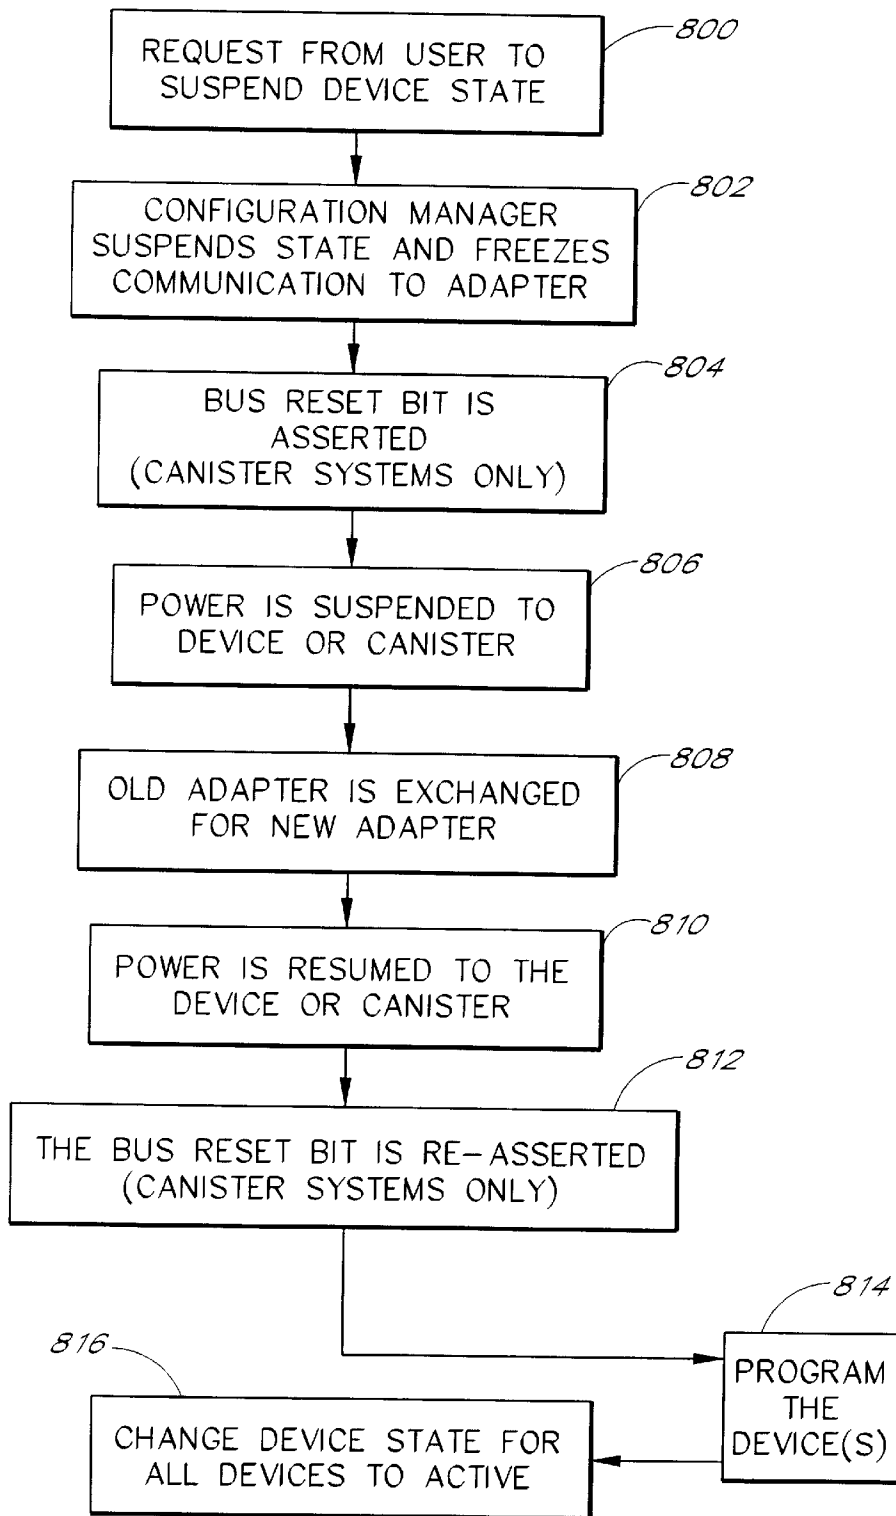 800
REQUEST FROM USER TO
SUSPEND DEVICE STATE
802
CONFIGURATION MANAGER
SUSPENDS STATE AND FREEZES
COMMUNICATION TO ADAPTER
804
BUS RESET BIT IS
ASSERTED
(CANISTER SYSTEMS ONLY)
806
POWER IS SUSPENDED TO
DEVICE OR CANISTER
808
OLD ADAPTER IS EXCHANGED
FOR NEW ADAPTER
810
POWER IS RESUMED TO THE
DEVICE OR CANISTER
812
THE BUS RESET BIT IS RE-ASSERTED
(CANISTER SYSTEMS ONLY)
814
PROGRAM
THE
DEVICE(S)
816
CHANGE DEVICE STATE FOR
ALL DEVICES TO ACTIVE